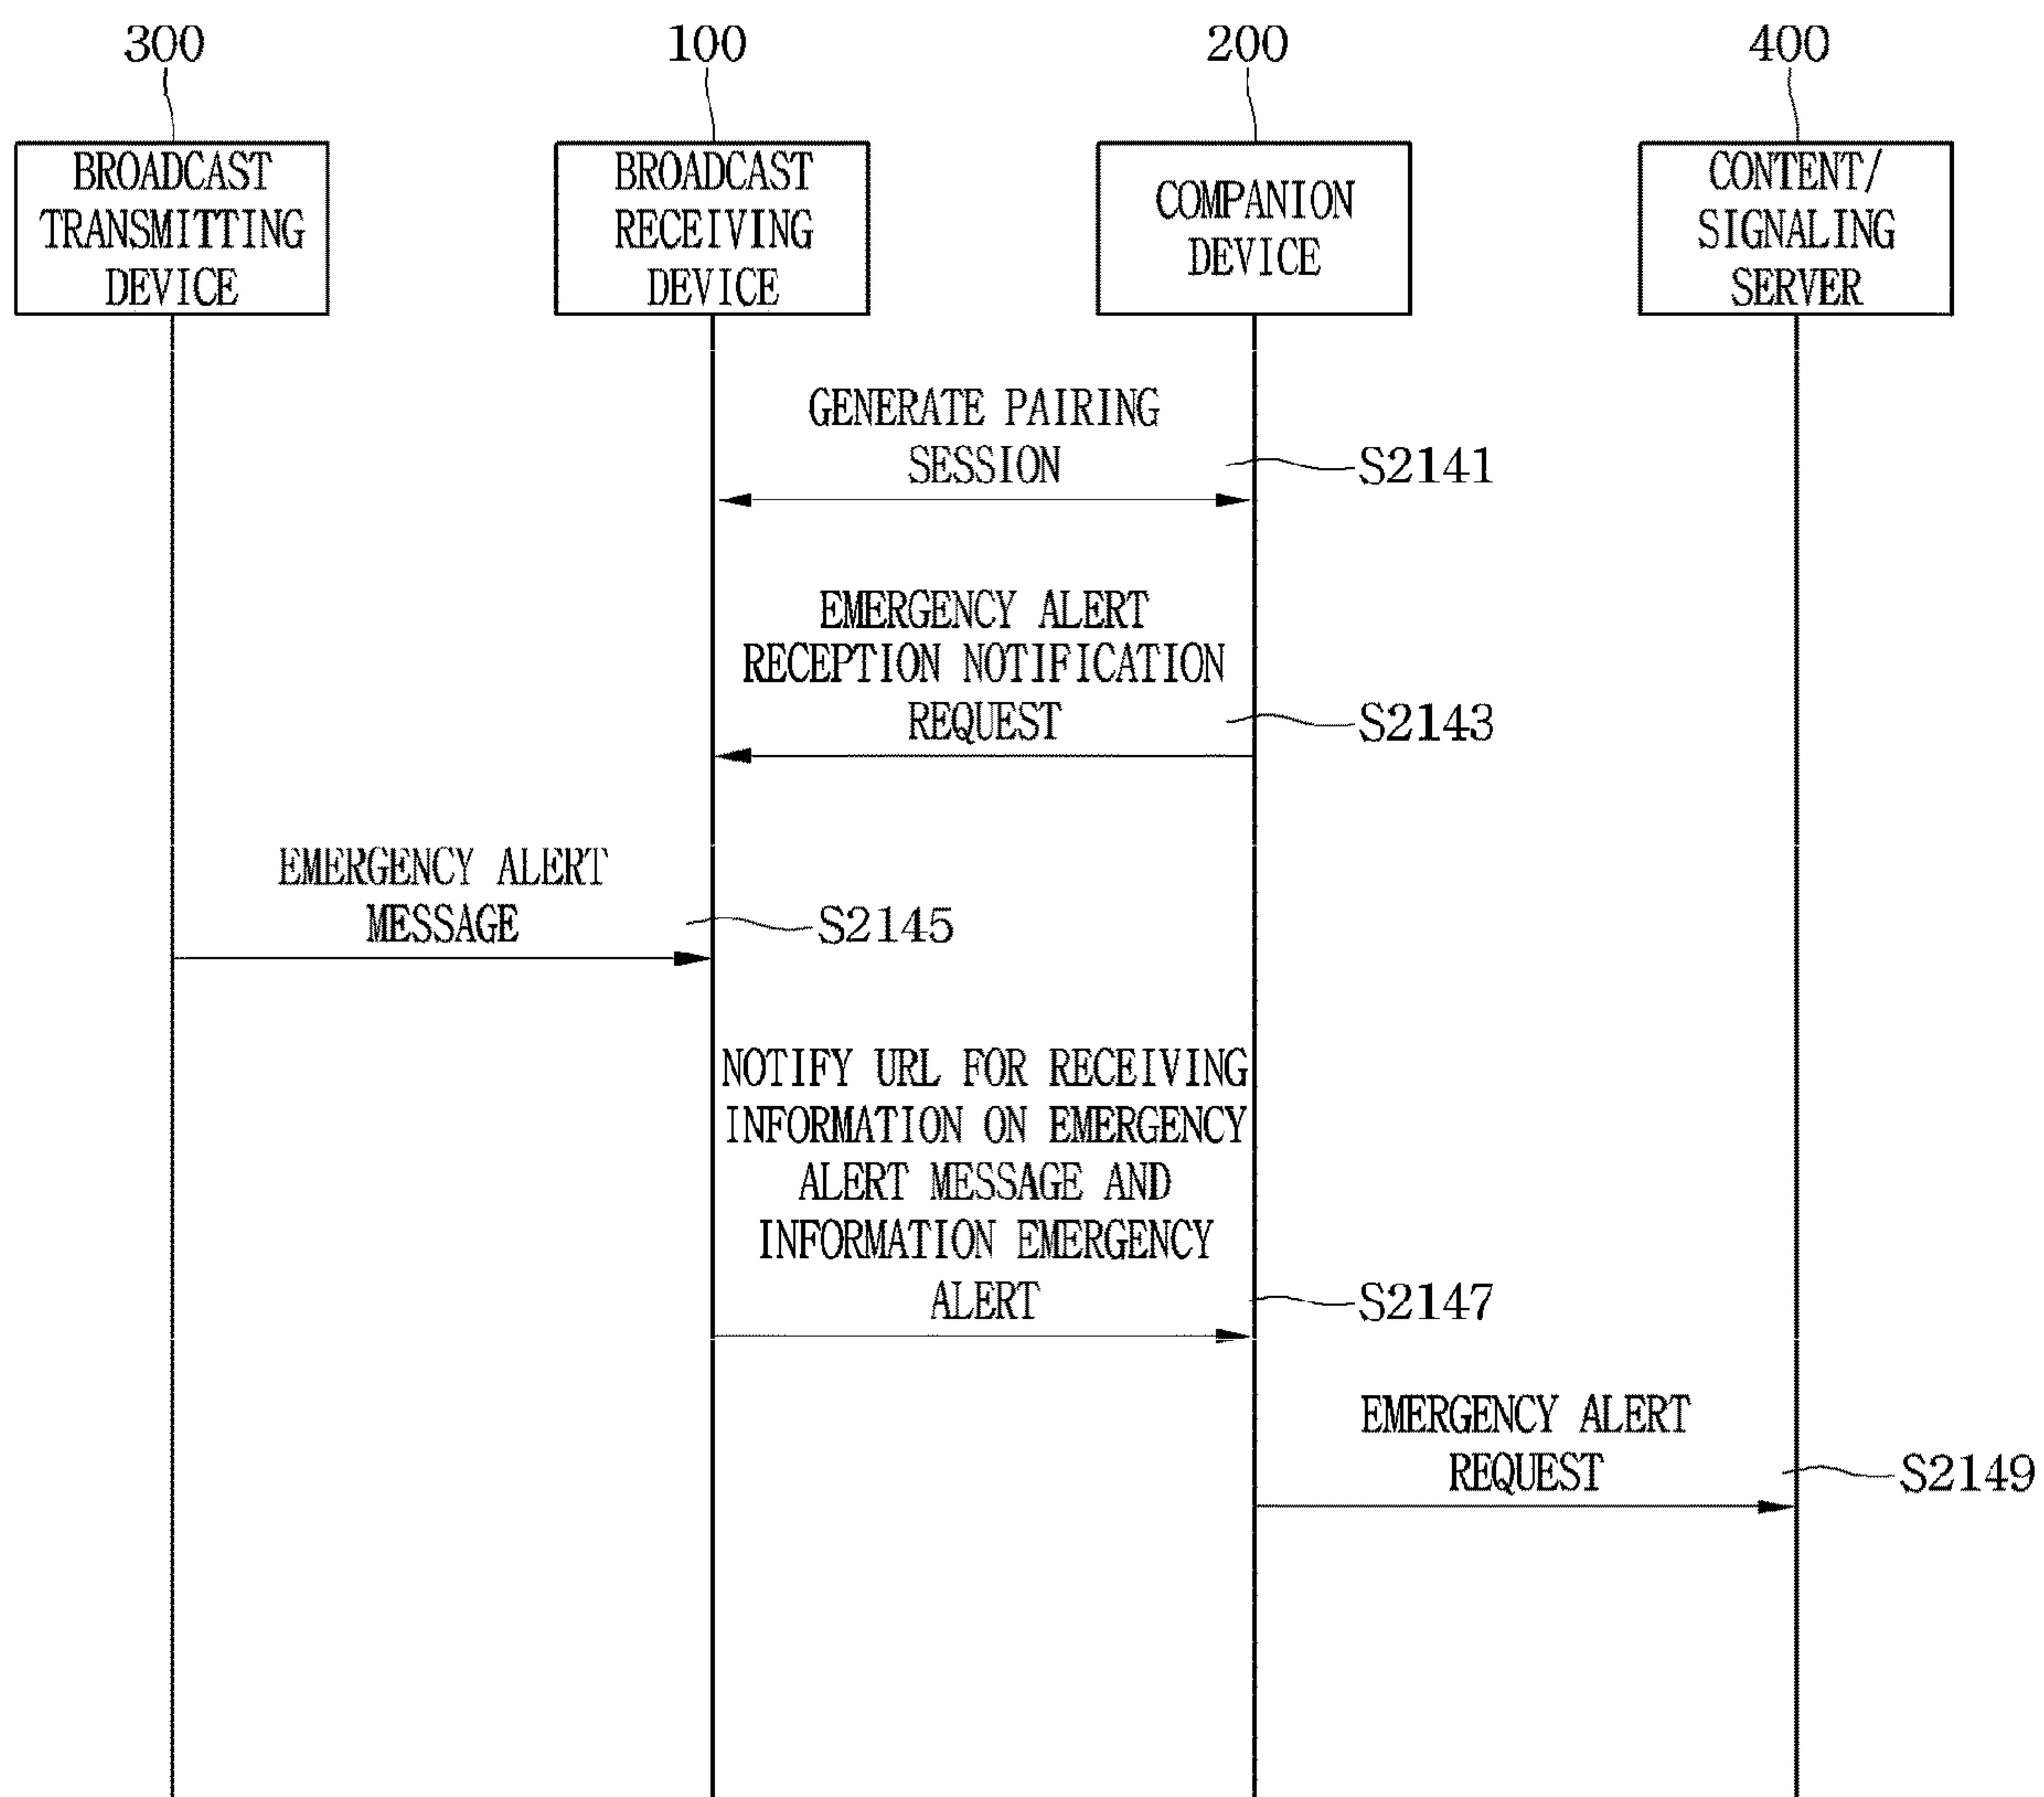 300
100
200
400
BROADCAST
TRANSMITTING
DEVICE
BROADCAST
RECEIVING
DEVICE
COMPANION
DEVICE
CONTENT/
SIGNALING
SERVER
GENERATE PAIRING
SESSION
S2141
EMERGENCY ALERT
RECEPTION NOTIFICATION
REQUEST
S2143
EMERGENCY ALERT
MESSAGE
S2145
NOTIFY URL FOR RECEIVING
INFORMATION ON EMERGENCY
ALERT MESSAGE AND
INFORMATION EMERGENCY
ALERT
S2147
EMERGENCY ALERT
REQUEST
S2149